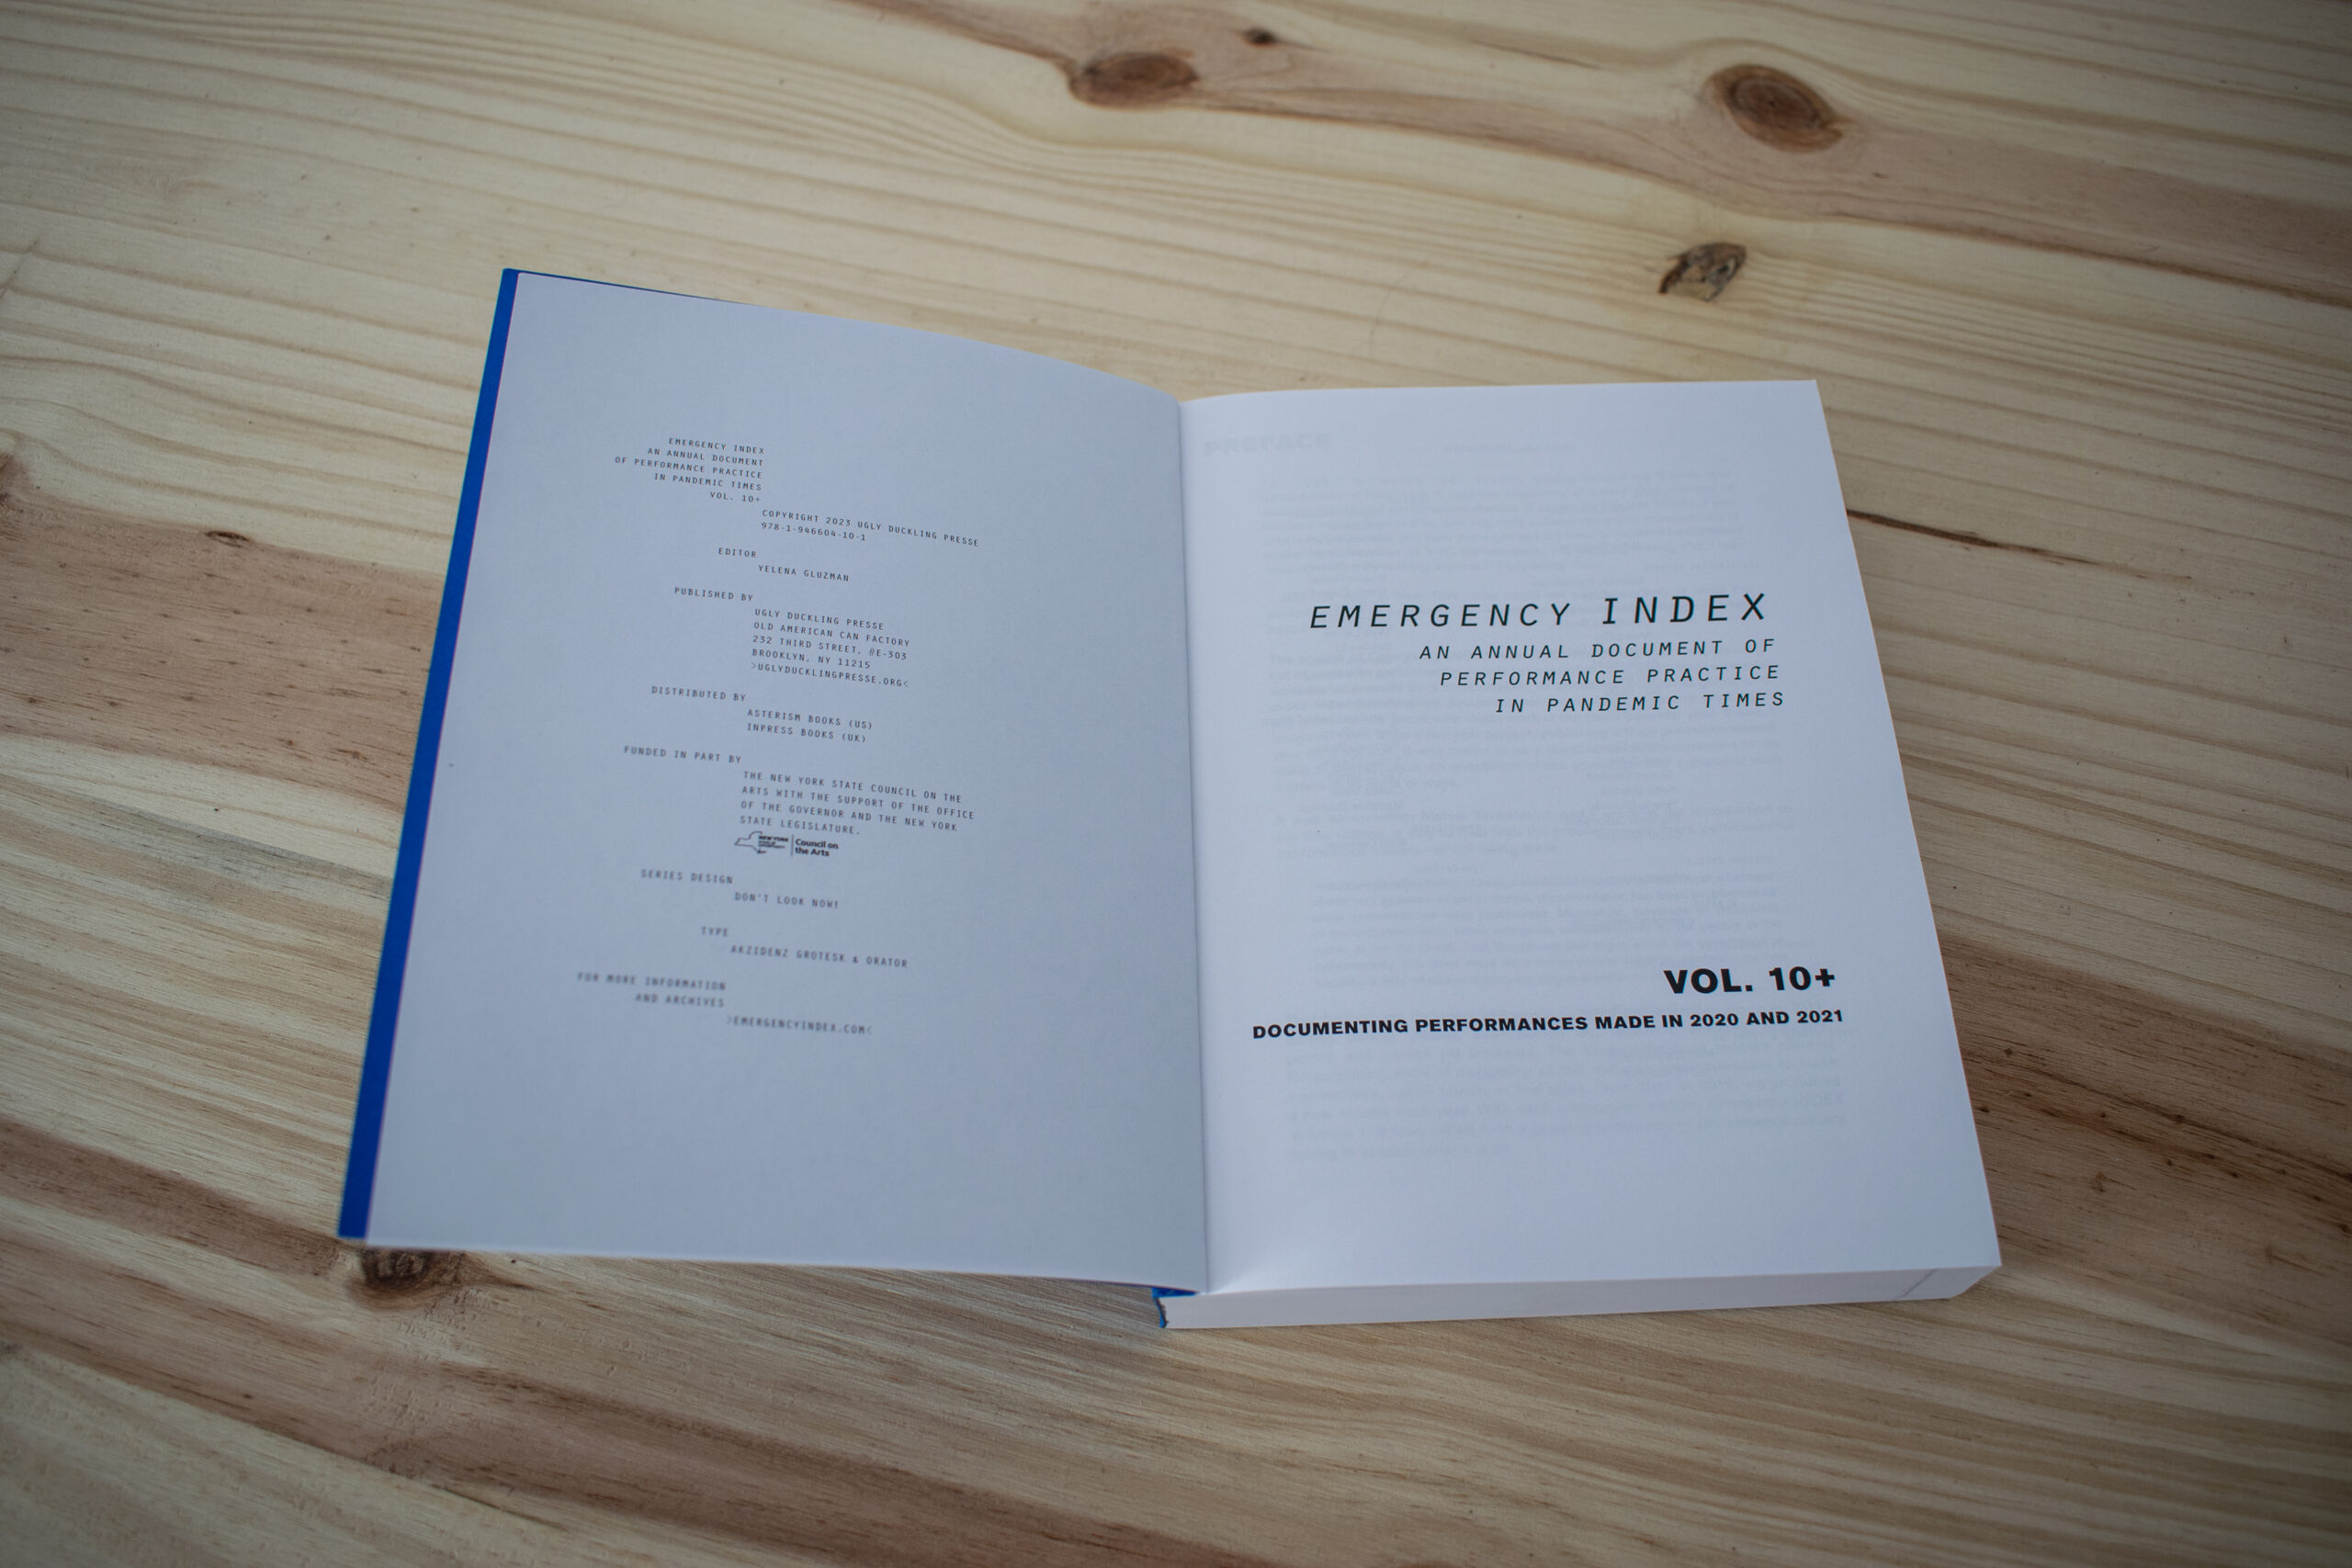 EMERGENCY INDEX
AN ANNUAL DOCUMENT
OF PERFORMANCE PRACTICE
IN PANDEMIC TIMES
VOL. 10+
COPYRIGHT 2023 UGLY DUCKLING PRESSE
978-1-946604-10-1
EDITOR
YELENA GLUZMAN
PUBLISHED BY
UGLY DUCKLING PRESSE
OLD AMERICAN CAN FACTORY
232 THIRD STREET, #E-303
BROOKLYN, NY 11215
>UGLYDUCKLINGPRESSE.ORG<
DISTRIBUTED BY
ASTERISM BOOKS (US)
INPRESS BOOKS (UK)
FUNDED IN PART BY
THE NEW YORK STATE COUNCIL ON THE
ARTS WITH THE SUPPORT OF THE OFFICE
OF THE GOVERNOR AND THE NEW YORK
STATE LEGISLATURE.
NEW YORK
Council on
the Arts
SERIES DESIGN
DON'T LOOK NOW!
TYPE
AKZIDENZ GROTESK & ORATOR
FOR MORE INFORMATION
AND ARCHIVES
>EMERGENCYINDEX.COM<
PREFACE
EMERGENCY INDEX
AN ANNUAL DOCUMENT OF
PERFORMANCE PRACTICE
IN PANDEMIC TIMES
VOL. 10+
DOCUMENTING PERFORMANCES MADE IN 2020 AND 2021